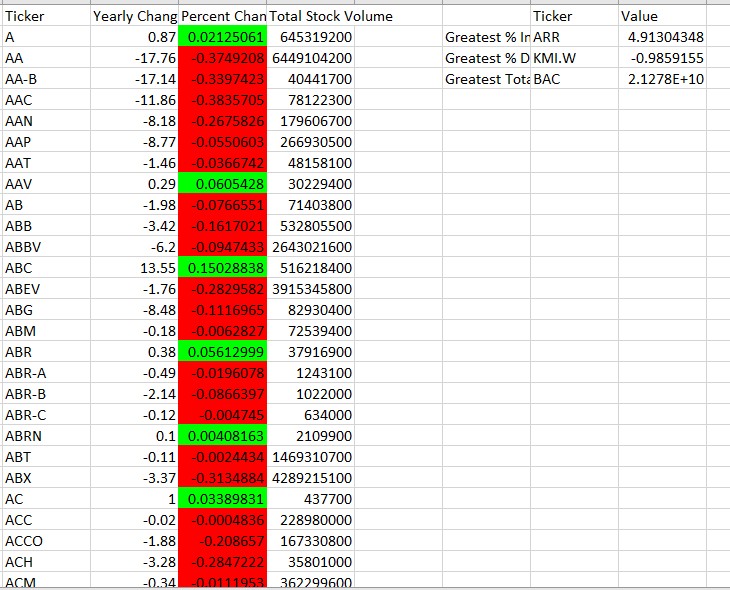 Ticker Yearly Chang Percent Chan Total Stock Volume Ticker Value
A 0.87 0.02125061 645319200 Greatest % In ARR 4.91304348
AA -17.76 -0.3749208 6449104200 Greatest % D KMI.W -0.9859155
AA-B -17.14 -0.3397423 40441700 Greatest Tota BAC 2.1278E+10
AAC -11.86 -0.3835705 78122300
AAN -8.18 -0.2675826 179606700
AAP -8.77 -0.0550603 266930500
AAT -1.46 -0.0366742 48158100
AAV 0.29 0.0605428 30229400
AB -1.98 -0.0766551 71403800
ABB -3.42 -0.1617021 532805500
ABBV -6.2 -0.0947433 2643021600
ABC 13.55 0.15028838 516218400
ABEV -1.76 -0.2829582 3915345800
ABG -8.48 -0.1116965 82930400
ABM -0.18 -0.0062827 72539400
ABR 0.38 0.05612999 37916900
ABR-A -0.49 -0.0196078 1243100
ABR-B -2.14 -0.0866397 1022000
ABR-C -0.12 -0.004745 634000
ABRN 0.1 0.00408163 2109900
ABT -0.11 -0.0024434 1469310700
ABX -3.37 -0.3134884 4289215100
AC 1 0.03389831 437700
ACC -0.02 -0.0004836 228980000
ACCO -1.88 -0.208657 167330800
ACH -3.28 -0.2847222 35801000
ACM -0.34 -0.0111953 362299600